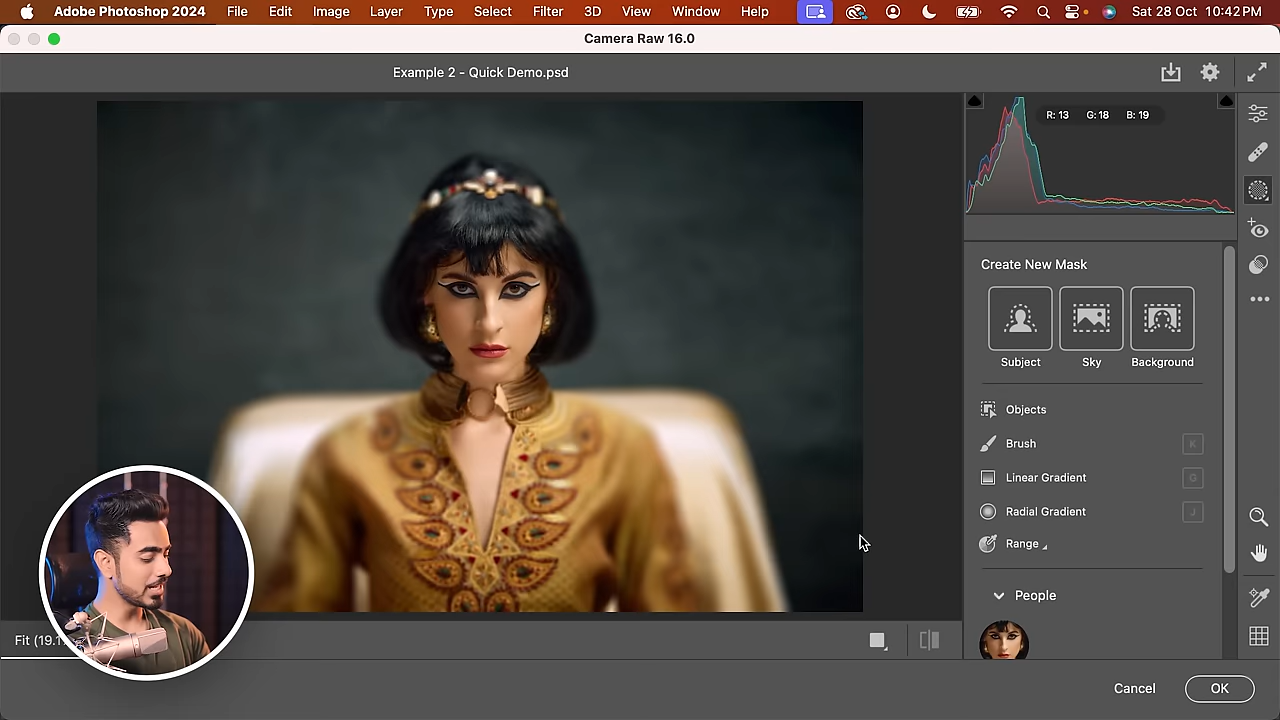 Adobe Photoshop 2024 File Edit Image Layer Type Select Filter 3D View Window Help Sat 28 Oct 10:42 PM
Camera Raw 16.0
Example 2 - Quick Demo.psd
R: 13 G: 18 B: 19
Create New Mask
Subject Sky Background
Objects
Brush K
Linear Gradient G
Radial Gradient J
Range
People
Fit (19.1
Cancel OK